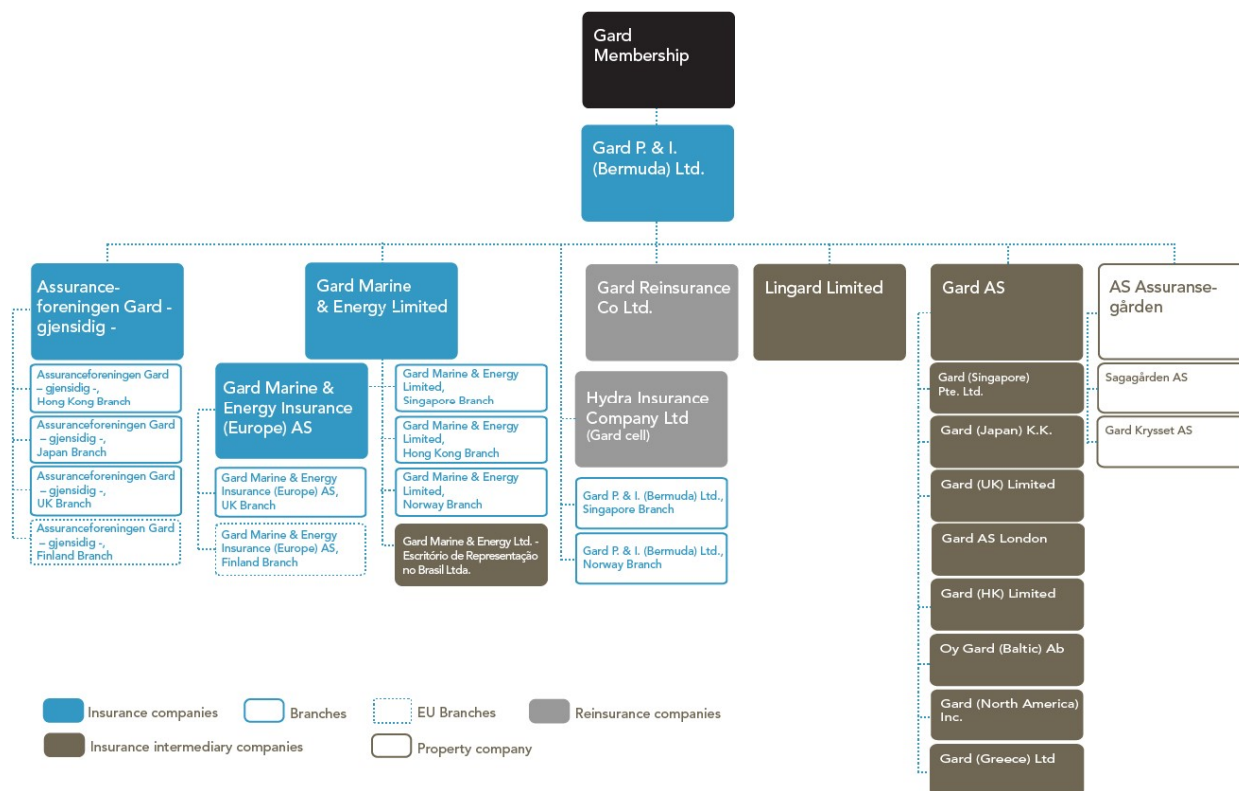 Gard
Membership
Gard P. & I.
(Bermuda) Ltd.
Assurance-
foreningen Gard -
gjensidig -
Assuranceforeningen Gard
– gjensidig -,
Hong Kong Branch
Assuranceforeningen Gard
– gjensidig -,
Japan Branch
Assuranceforeningen Gard
– gjensidig -,
UK Branch
Assuranceforeningen Gard
– gjensidig -,
Finland Branch
Gard Marine
& Energy Limited
Gard Marine &
Energy Insurance
(Europe) AS
Gard Marine & Energy
Insurance (Europe) AS,
UK Branch
Gard Marine & Energy
Insurance (Europe) AS,
Finland Branch
Gard Marine & Energy
Limited,
Singapore Branch
Gard Marine & Energy
Limited,
Hong Kong Branch
Gard Marine & Energy
Limited,
Norway Branch
Gard Marine & Energy Ltd. -
Escritório de Representação
no Brasil Ltda.
Gard Reinsurance
Co Ltd.
Hydra Insurance
Company Ltd
(Gard cell)
Gard P. & I. (Bermuda) Ltd.,
Singapore Branch
Gard P. & I. (Bermuda) Ltd.,
Norway Branch
Lingard Limited
Gard AS
Gard (Singapore)
Pte. Ltd.
Gard (Japan) K.K.
Gard (UK) Limited
Gard AS London
Gard (HK) Limited
Oy Gard (Baltic) Ab
Gard (North America)
Inc.
Gard (Greece) Ltd
AS Assuranse-
gården
Sagagården AS
Gard Krysset AS
Insurance companies
Branches
EU Branches
Reinsurance companies
Insurance intermediary companies
Property company